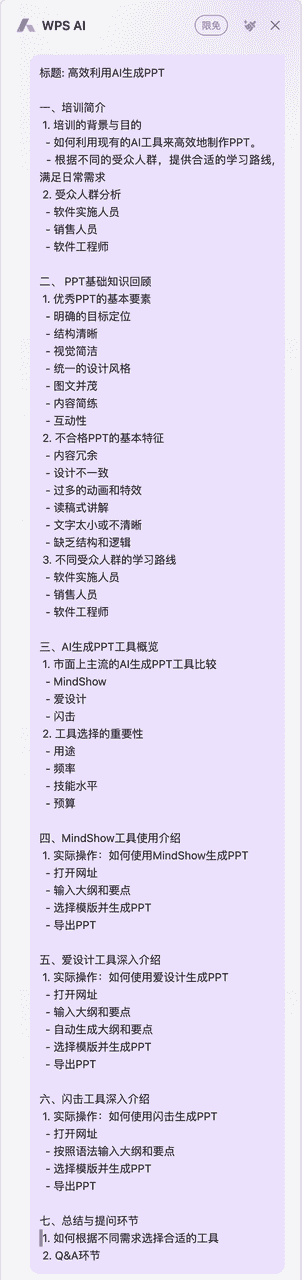 WPS AI
限免
标题: 高效利用AI生成PPT
一、培训简介
1. 培训的背景与目的
- 如何利用现有的AI工具来高效地制作PPT。
- 根据不同的受众人群，提供合适的学习路线,
满足日常需求
2. 受众人群分析
- 软件实施人员
- 销售人员
- 软件工程师
二、 PPT基础知识回顾
1. 优秀PPT的基本要素
- 明确的目标定位
- 结构清晰
- 视觉简洁
- 统一的设计风格
- 图文并茂
- 内容简练
- 互动性
2. 不合格PPT的基本特征
- 内容冗余
- 设计不一致
- 过多的动画和特效
- 读稿式讲解
- 文字太小或不清晰
- 缺乏结构和逻辑
3. 不同受众人群的学习路线
- 软件实施人员
- 销售人员
- 软件工程师
三、AI生成PPT工具概览
1. 市面上主流的AI生成PPT工具比较
- MindShow
- 爱设计
- 闪击
2. 工具选择的重要性
- 用途
- 频率
- 技能水平
- 预算
四、MindShow工具使用介绍
1. 实际操作：如何使用MindShow生成PPT
- 打开网址
- 输入大纲和要点
- 选择模版并生成PPT
- 导出PPT
五、爱设计工具深入介绍
1. 实际操作：如何使用爱设计生成PPT
- 打开网址
- 输入大纲和要点
- 自动生成大纲和要点
- 选择模版并生成PPT
- 导出PPT
六、闪击工具深入介绍
1. 实际操作：如何使用闪击生成PPT
- 打开网址
- 按照语法输入大纲和要点
- 选择模版并生成PPT
- 导出PPT
七、总结与提问环节
1. 如何根据不同需求选择合适的工具
2. Q&A环节